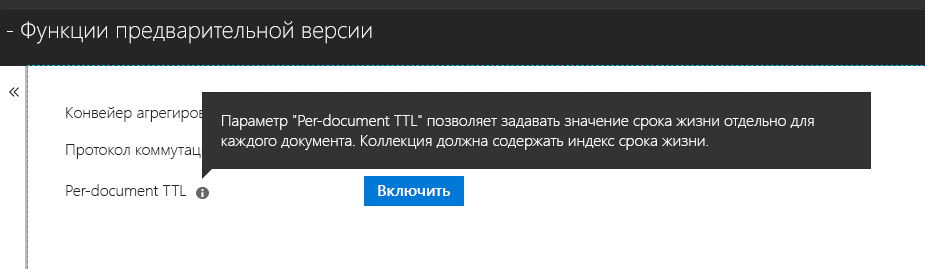 - Функции предварительной версии
«
Конвейер агрегиров
Параметр "Per-document TTL" позволяет задавать значение срока жизни отдельно для
каждого документа. Коллекция должна содержать индекс срока жизни.
Протокол коммутац
Per-document TTL
Включить